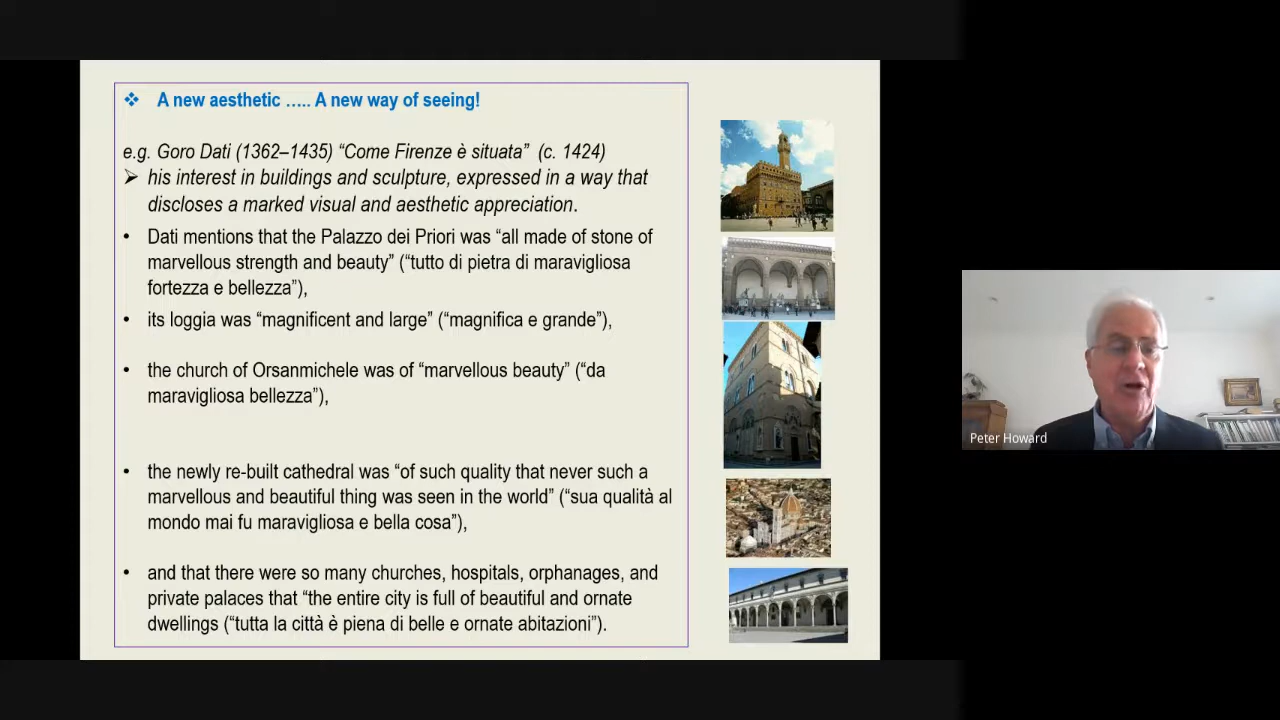 ❖ A new aesthetic ….. A new way of seeing!
e.g. Goro Dati (1362–1435) “Come Firenze è situata” (c. 1424)
➢ his interest in buildings and sculpture, expressed in a way that
discloses a marked visual and aesthetic appreciation.
• Dati mentions that the Palazzo dei Priori was “all made of stone of
marvellous strength and beauty” (“tutto di pietra di maravigliosa
fortezza e bellezza”),
• its loggia was “magnificent and large” (“magnifica e grande”),
• the church of Orsanmichele was of “marvellous beauty” (“da
maravigliosa bellezza”),
• the newly re-built cathedral was “of such quality that never such a
marvellous and beautiful thing was seen in the world” (“sua qualità al
mondo mai fu maravigliosa e bella cosa”),
• and that there were so many churches, hospitals, orphanages, and
private palaces that “the entire city is full of beautiful and ornate
dwellings (“tutta la città è piena di belle e ornate abitazioni”).
Peter Howard